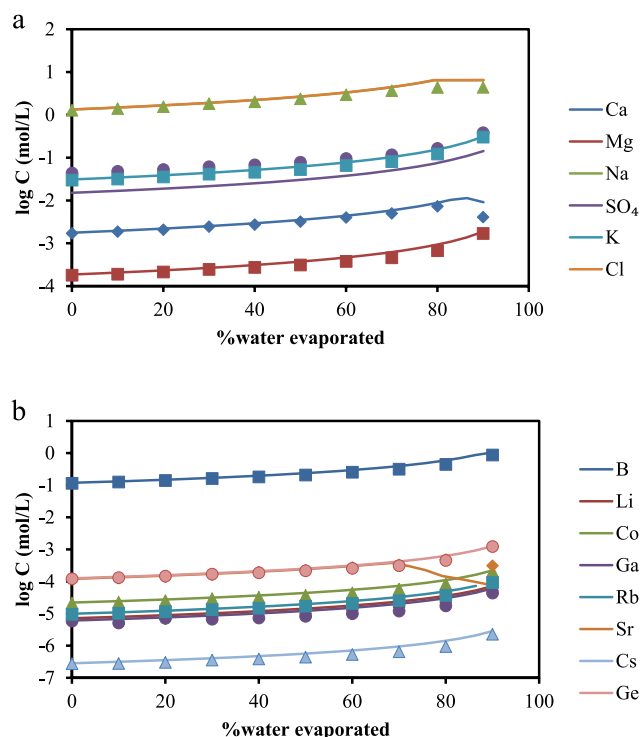 a
log C (mol/L)
2
1
0
-1
-2
-3
-4
0 20 40 60 80 100
%water evaporated
Ca
Mg
Na
SO₄
K
Cl
b
log C (mol/L)
1
0
-1
-2
-3
-4
-5
-6
-7
0 20 40 60 80 100
%water evaporated
B
Li
Co
Ga
Rb
Sr
Cs
Ge